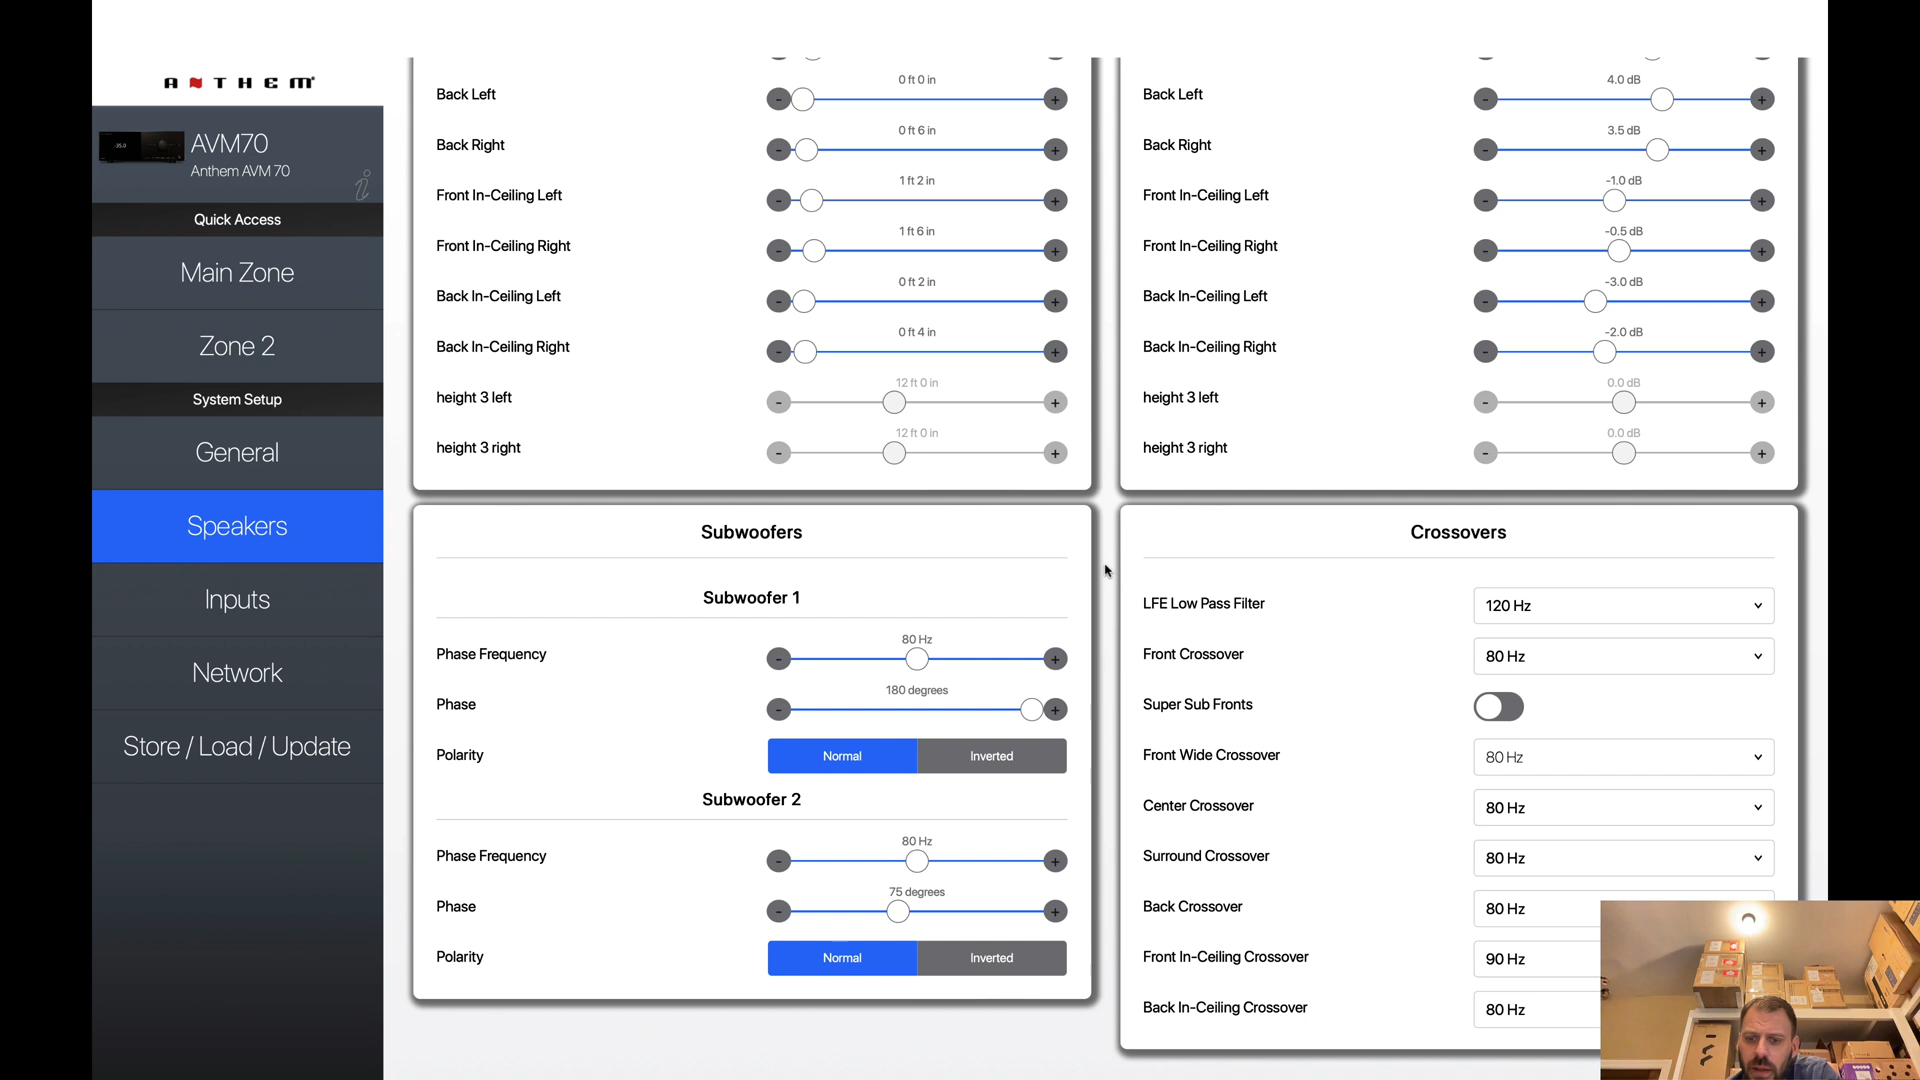 ANTHEM
AVM70
Anthem AVM 70
Quick Access
Main Zone
Zone 2
System Setup
General
Speakers
Inputs
Network
Store / Load / Update
Back Left
0 ft 0 in
- +
Back Right
0 ft 6 in
- +
Front In-Ceiling Left
1 ft 2 in
- +
Front In-Ceiling Right
1 ft 6 in
- +
Back In-Ceiling Left
0 ft 2 in
- +
Back In-Ceiling Right
0 ft 4 in
- +
height 3 left
12 ft 0 in
- +
height 3 right
12 ft 0 in
- +
Back Left
4.0 dB
- +
Back Right
3.5 dB
- +
Front In-Ceiling Left
-1.0 dB
- +
Front In-Ceiling Right
-0.5 dB
- +
Back In-Ceiling Left
-3.0 dB
- +
Back In-Ceiling Right
-2.0 dB
- +
height 3 left
0.0 dB
- +
height 3 right
0.0 dB
- +
Subwoofers
Subwoofer 1
Phase Frequency
80 Hz
- +
Phase
180 degrees
- +
Polarity
Normal Inverted
Subwoofer 2
Phase Frequency
80 Hz
- +
Phase
75 degrees
- +
Polarity
Normal Inverted
Crossovers
LFE Low Pass Filter 120 Hz
Front Crossover 80 Hz
Super Sub Fronts
Front Wide Crossover 80 Hz
Center Crossover 80 Hz
Surround Crossover 80 Hz
Back Crossover 80 Hz
Front In-Ceiling Crossover 90 Hz
Back In-Ceiling Crossover 80 Hz